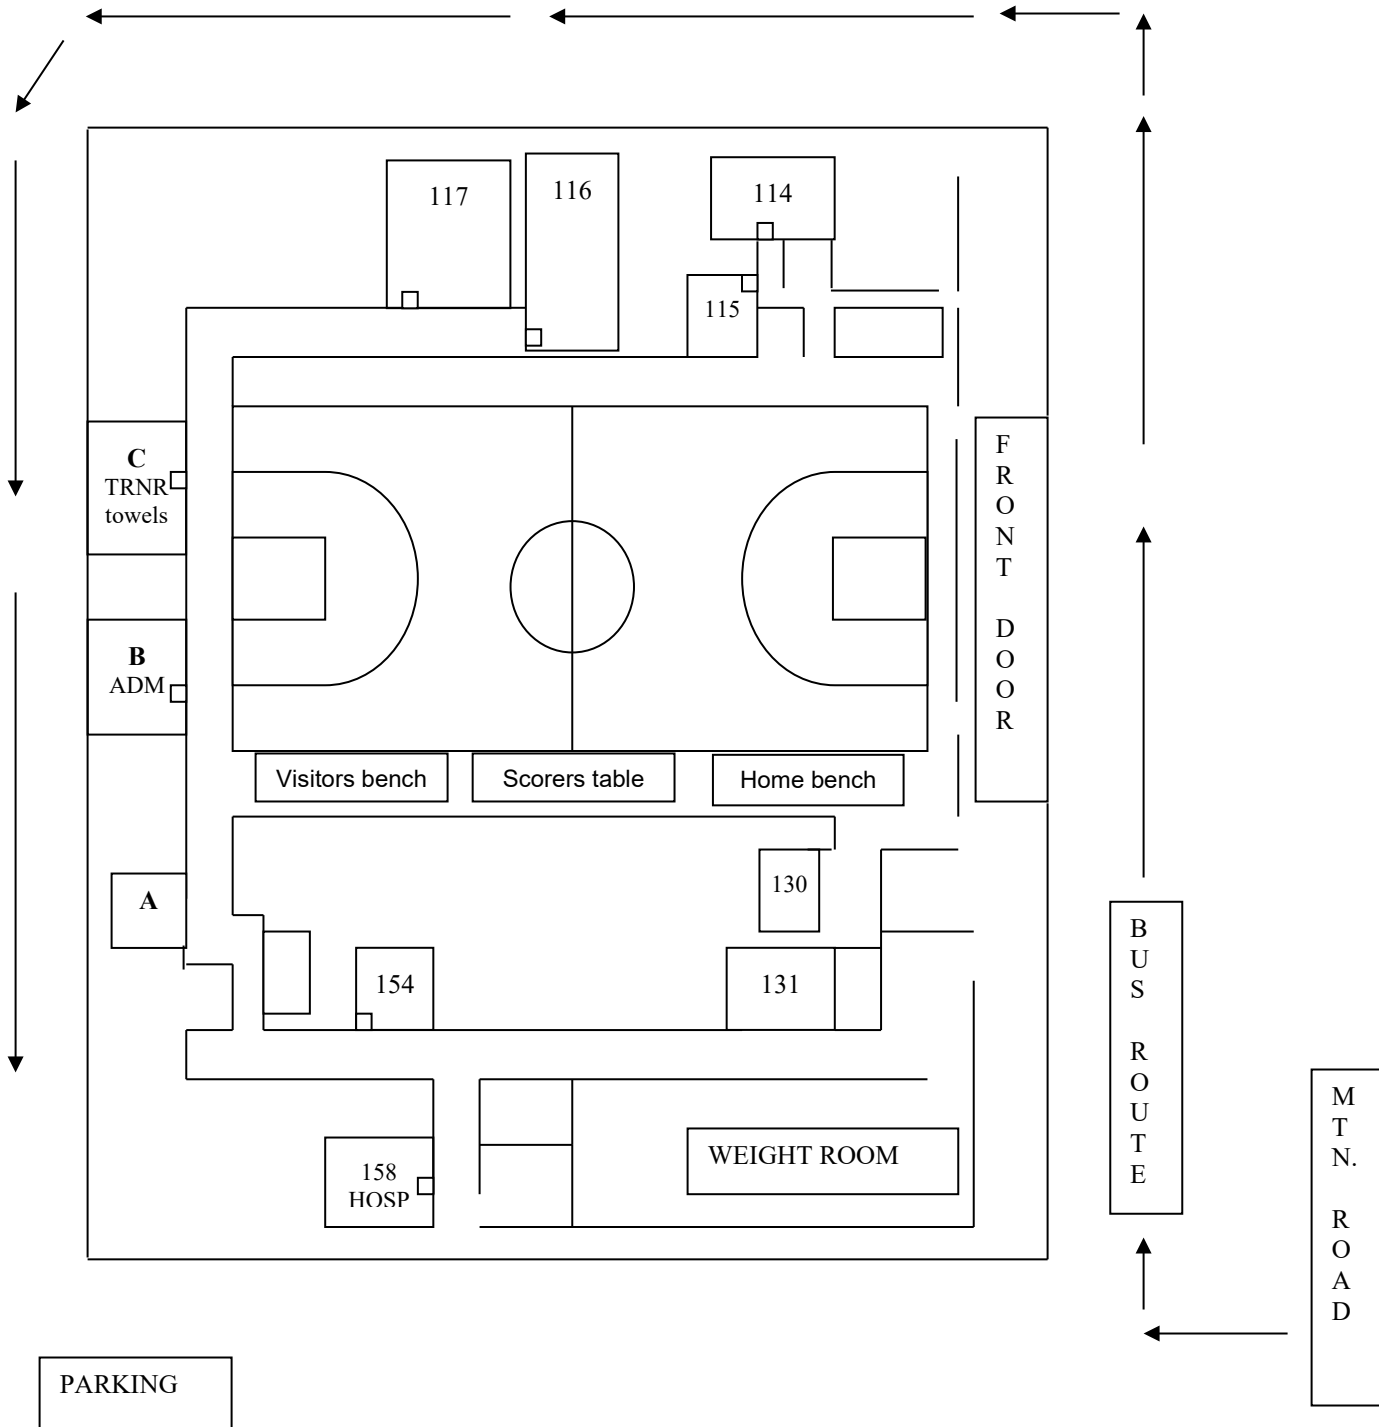 117
116
114
115
C
TRNR
towels
F
R
O
N
T
D
O
O
R
B
ADM
Visitors bench
Scorers table
Home bench
A
130
154
131
B
U
S
R
O
U
T
E
158
HOSP
WEIGHT ROOM
M
T
N.
R
O
A
D
PARKING